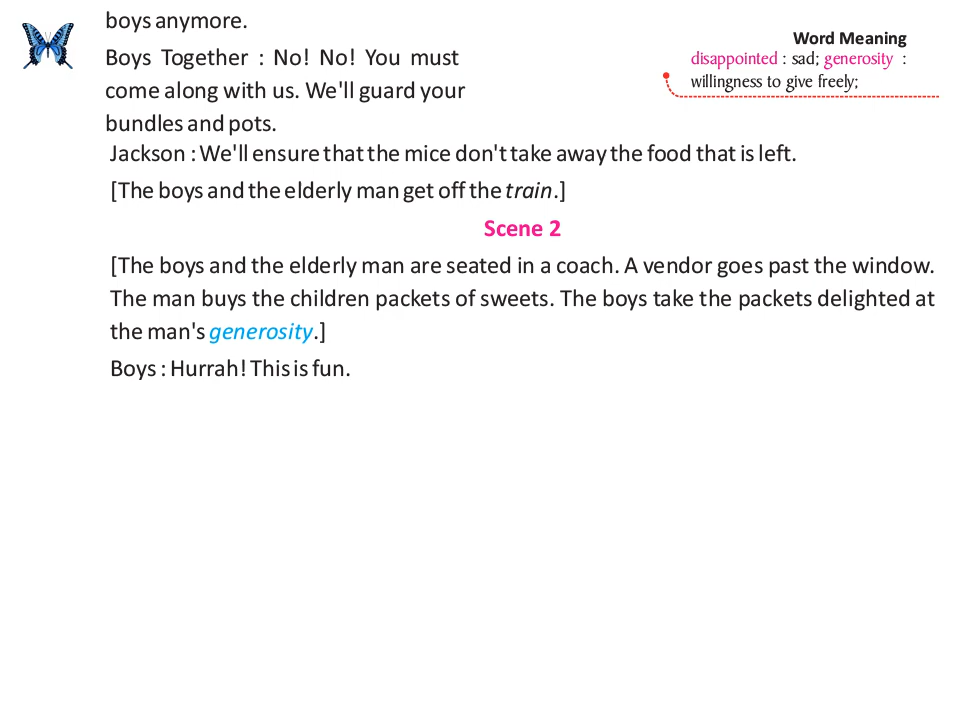 boys anymore.
Boys Together : No! No! You must
come along with us. We'll guard your
bundles and pots.
Word Meaning
disappointed : sad; generosity :
willingness to give freely;
Jackson : We'll ensure that the mice don't take away the food that is left.
[The boys and the elderly man get off the train.]
Scene 2
[The boys and the elderly man are seated in a coach. A vendor goes past the window.
The man buys the children packets of sweets. The boys take the packets delighted at
the man's generosity.]
Boys : Hurrah! This is fun.